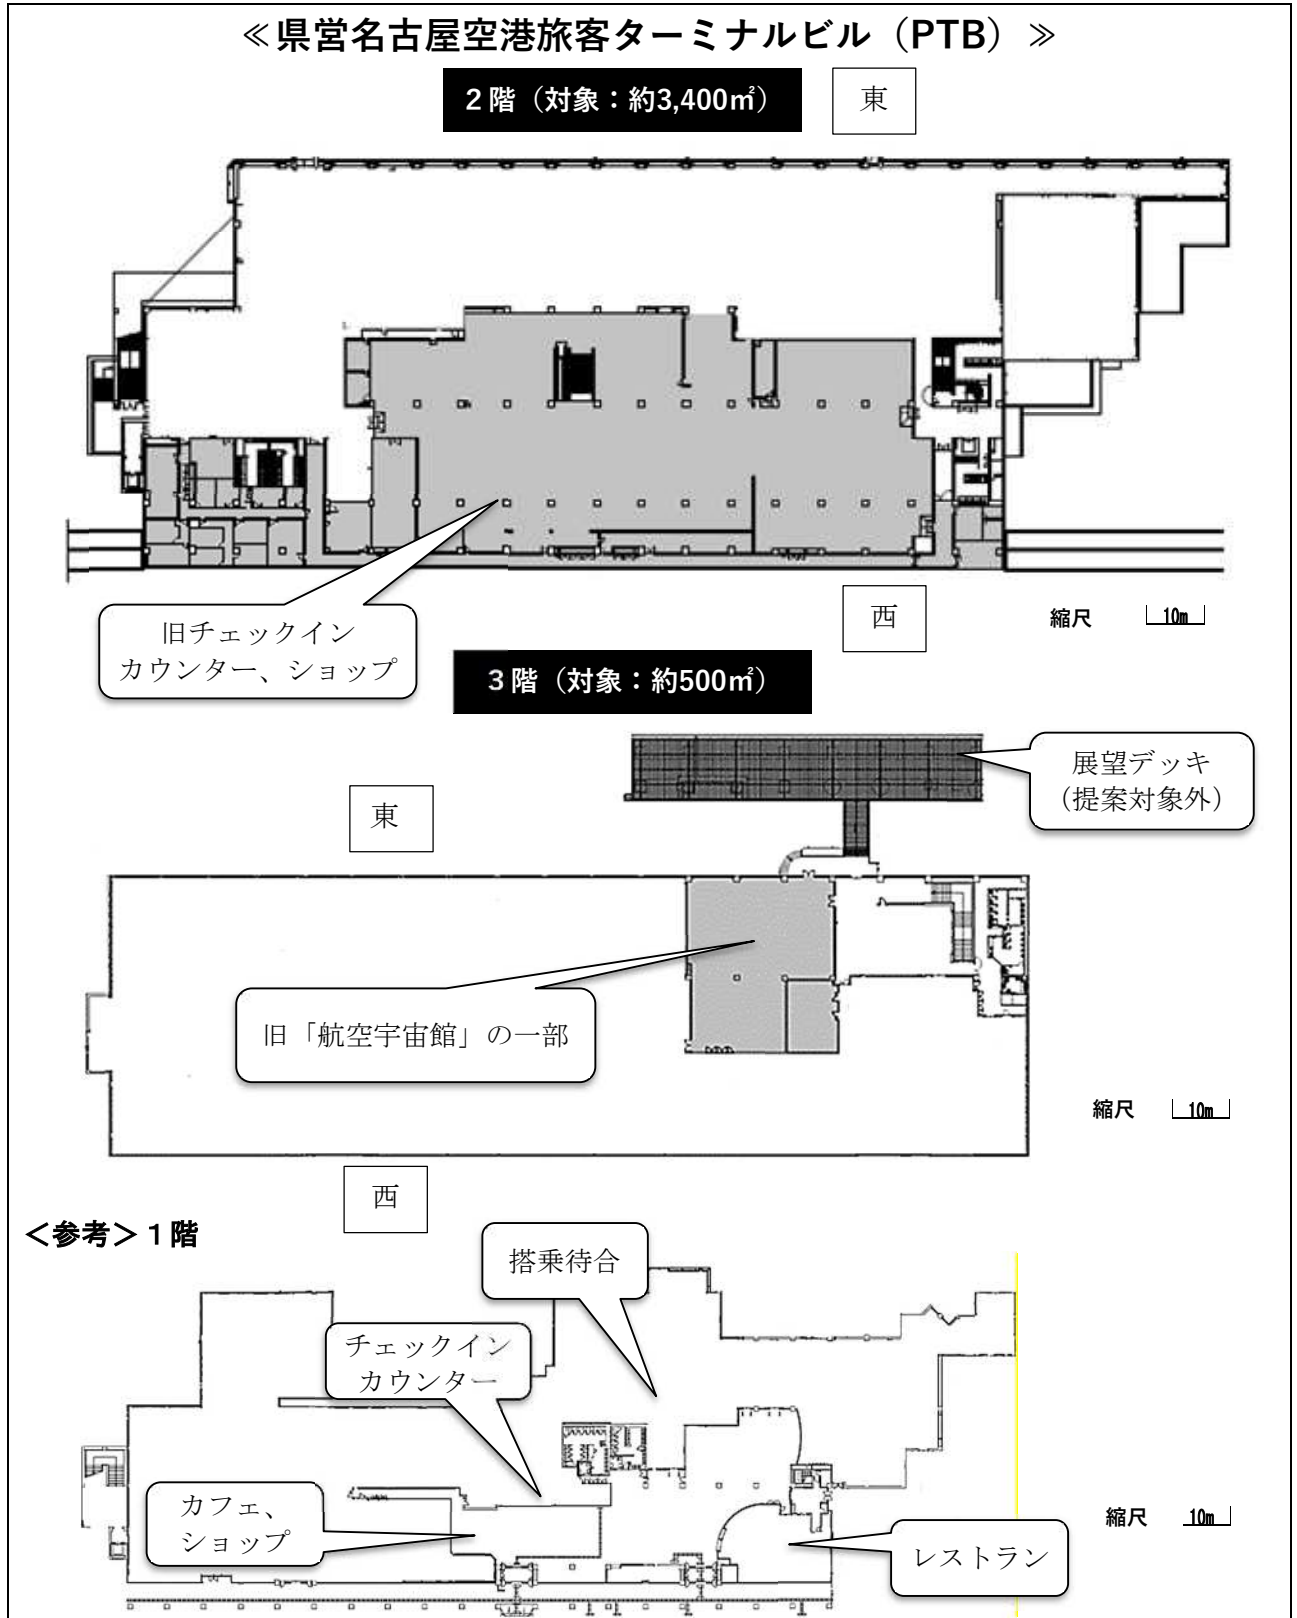 ≪県営名古屋空港旅客ターミナルビル（PTB）≫
２階（対象：約3,400㎡）
東
旧チェックイン
カウンター、ショップ
西
縮尺
10m
３階（対象：約500㎡）
展望デッキ
（提案対象外）
東
旧「航空宇宙館」の一部
縮尺
10m
西
＜参考＞１階
搭乗待合
チェックイン
カウンター
カフェ、
ショップ
レストラン
縮尺
10m